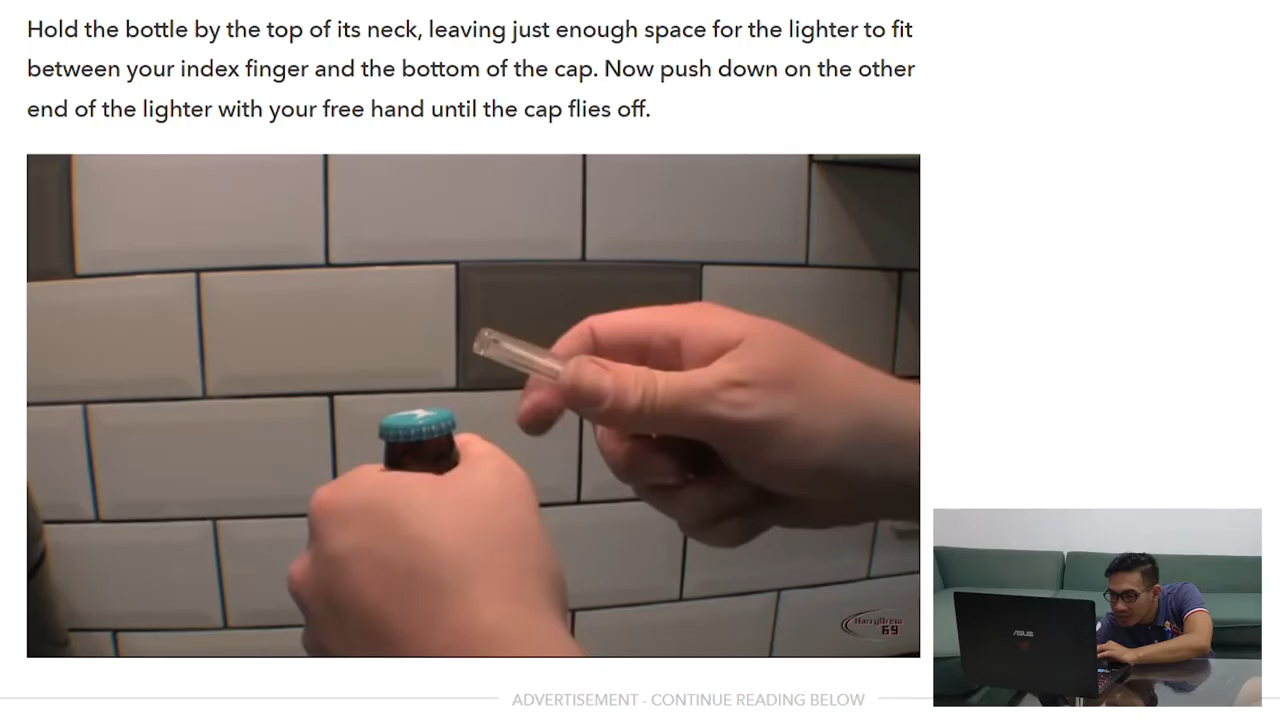 Hold the bottle by the top of its neck, leaving just enough space for the lighter to fit
between your index finger and the bottom of the cap. Now push down on the other
end of the lighter with your free hand until the cap flies off.
HarryBrew
69
ASUS
ADVERTISEMENT - CONTINUE READING BELOW